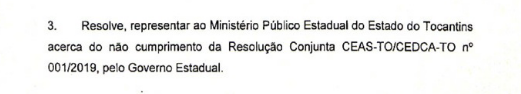 3. Resolve, representar ao Ministério Público Estadual do Estado do Tocantins
acerca do não cumprimento da Resolução Conjunta CEAS-TO/CEDCA-TO nº
001/2019, pelo Governo Estadual.